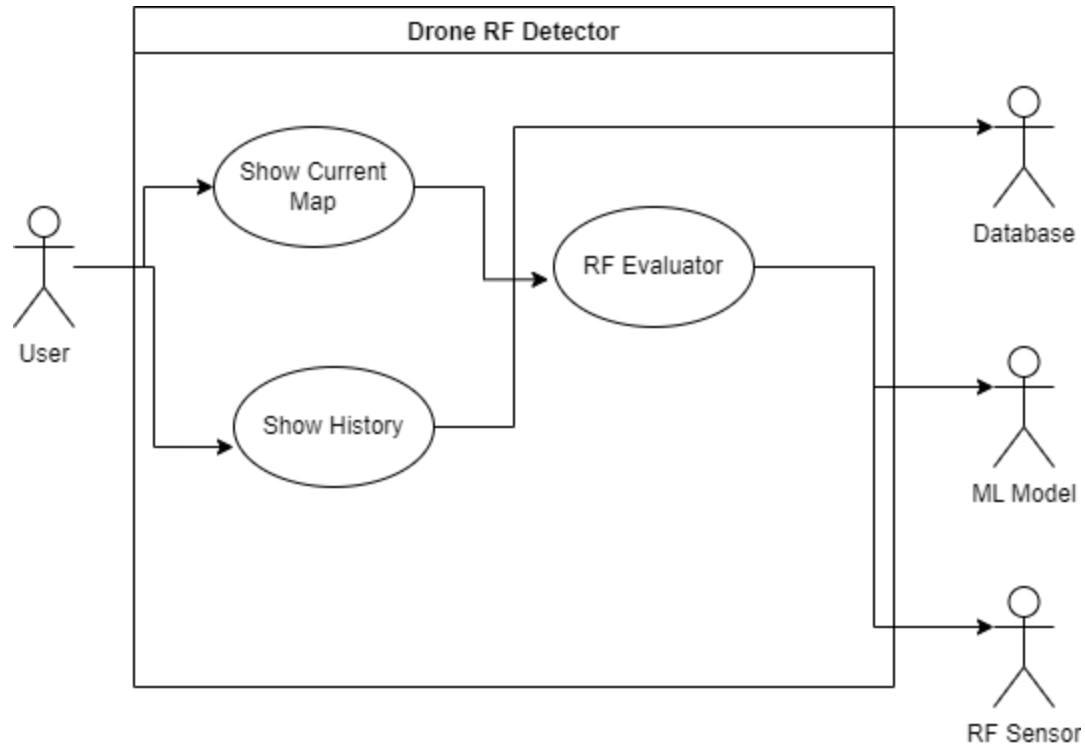 Drone RF Detector
Show Current
Map
RF Evaluator
Show History
User
Database
ML Model
RF Sensor